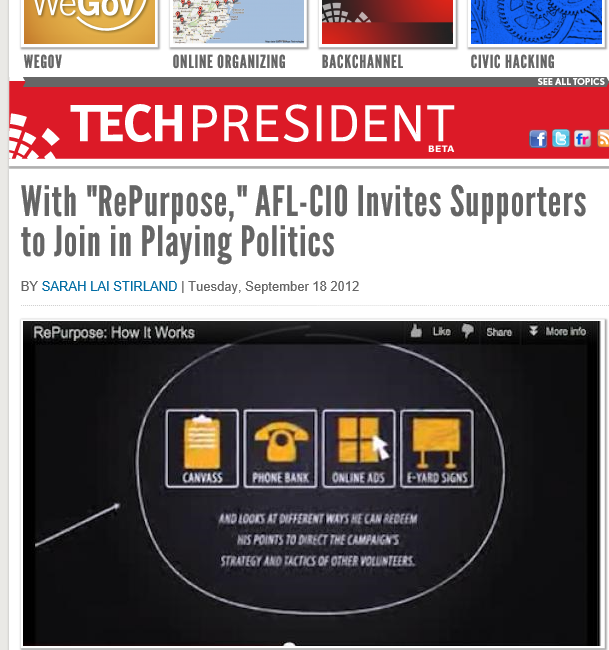 WeGov
WEGOV
ONLINE ORGANIZING
BACKCHANNEL
CIVIC HACKING
SEE ALL TOPICS
TECHPRESIDENT
BETA
With "RePurpose," AFL-CIO Invites Supporters
to Join in Playing Politics
BY SARAH LAI STIRLAND | Tuesday, September 18 2012
RePurpose: How It Works
Like
Share
More info
CANVASS
PHONE BANK
ONLINE ADS
E-YARD SIGNS
AND LOOKS AT DIFFERENT WAYS HE CAN REDEEM
HIS POINTS TO DIRECT THE CAMPAIGN'S
STRATEGY AND TACTICS OF OTHER VOLUNTEERS.